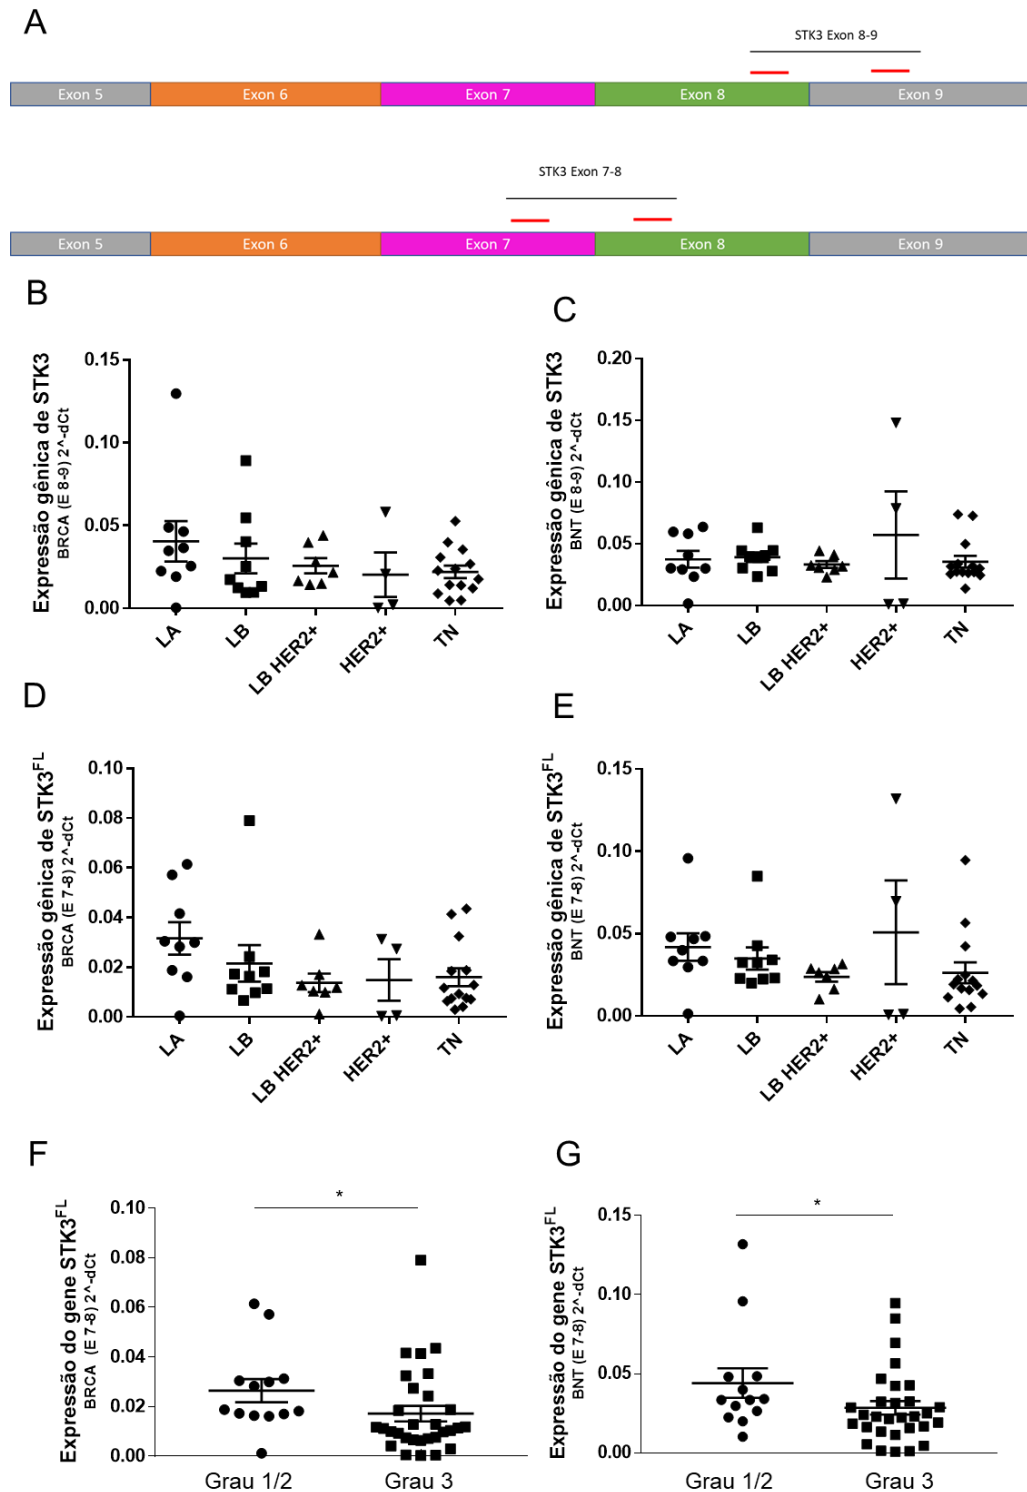 A
STK3 Exon 8-9
Exon 5 Exon 6 Exon 7 Exon 8 Exon 9
STK3 Exon 7-8
Exon 5 Exon 6 Exon 7 Exon 8 Exon 9
B
Expressão gênica de STK3
BRCA (E 8-9) 2^-dCt
0.15
0.10
0.05
0.00
LA LB LB HER2+ HER2+ TN
C
Expressão gênica de STK3
BNT (E 8-9) 2^-dCt
0.20
0.15
0.10
0.05
0.00
LA LB LB HER2+ HER2+ TN
D
Expressão gênica de STK3FL
BRCA (E 7-8) 2^-dCt
0.10
0.08
0.06
0.04
0.02
0.00
LA LB LB HER2+ HER2+ TN
E
Expressão gênica de STK3FL
BNT (E 7-8) 2^-dCt
0.15
0.10
0.05
0.00
LA LB LB HER2+ HER2+ TN
F
Expressão do gene STK3FL
BRCA (E 7-8) 2^-dCt
0.10
0.08
0.06
0.04
0.02
0.00
*
Grau 1/2 Grau 3
G
Expressão do gene STK3FL
BNT (E 7-8) 2^-dCt
0.15
0.10
0.05
0.00
*
Grau 1/2 Grau 3